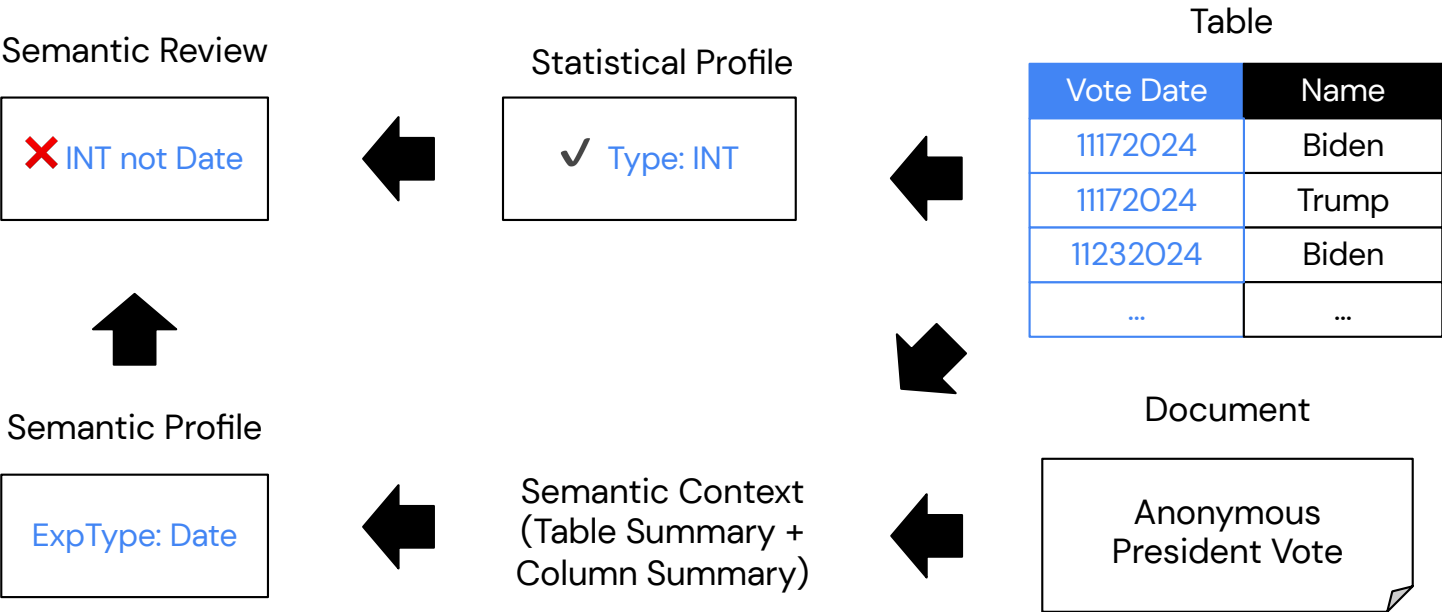 Table
Semantic Review
Statistical Profile
Vote Date Name
❌ INT not Date
✓ Type: INT
11172024 Biden
11172024 Trump
11232024 Biden
... ...
Document
Semantic Profile
Semantic Context
(Table Summary +
Column Summary)
ExpType: Date
Anonymous
President Vote